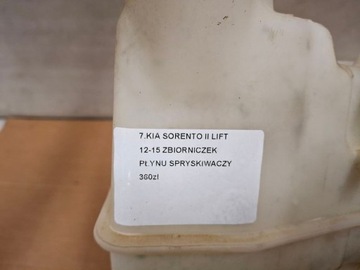 7.KIA SORENTO II LIFT
12-15 ZBIORNICZEK
PŁYNU SPRYSKIWACZY
380zł